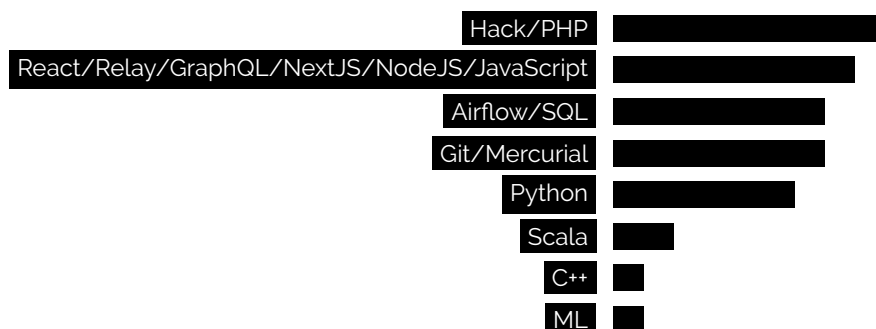 Hack/PHP
React/Relay/GraphQL/NextJS/NodeJS/JavaScript
Airflow/SQL
Git/Mercurial
Python
Scala
C++
ML